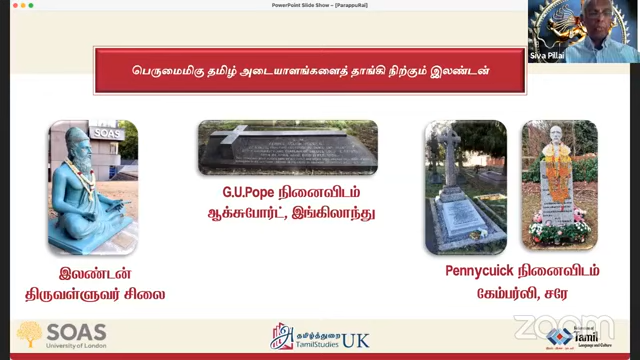 PowerPoint Slide Show - [ParappuRai]
Siva Pillai
பெருமைமிகு தமிழ் அடையாளங்களைத் தாங்கி நிற்கும் இலண்டன்
SOAS
G.U.Pope நினைவிடம்
ஆக்சுபோர்ட், இங்கிலாந்து
இலண்டன்
திருவள்ளுவர் சிலை
Pennycuick நினைவிடம்
கேம்பர்லி, சரே
SOAS
University of London
தமிழ்த்துறை
TamilStudies UK
Tamil
Language and Culture
zoom